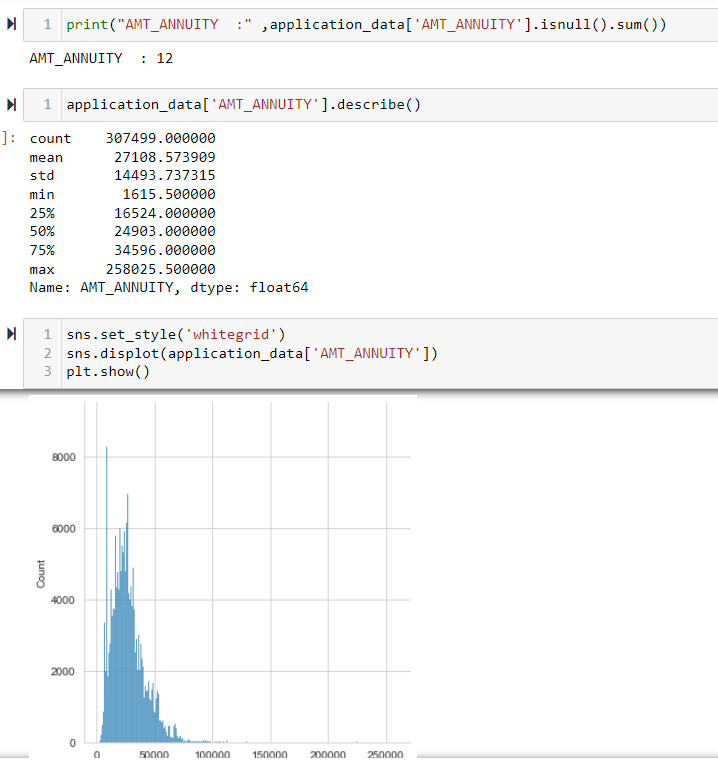 1 print("AMT_ANNUITY  :" ,application_data['AMT_ANNUITY'].isnull().sum())
AMT_ANNUITY  : 12
1 application_data['AMT_ANNUITY'].describe()
]: count    307499.000000
mean      27108.573909
std       14493.737315
min        1615.500000
25%       16524.000000
50%       24903.000000
75%       34596.000000
max      258025.500000
Name: AMT_ANNUITY, dtype: float64
1 sns.set_style('whitegrid')
2 sns.displot(application_data['AMT_ANNUITY'])
3 plt.show()
8000
6000
Count
4000
2000
0
0 50000 100000 150000 200000 250000